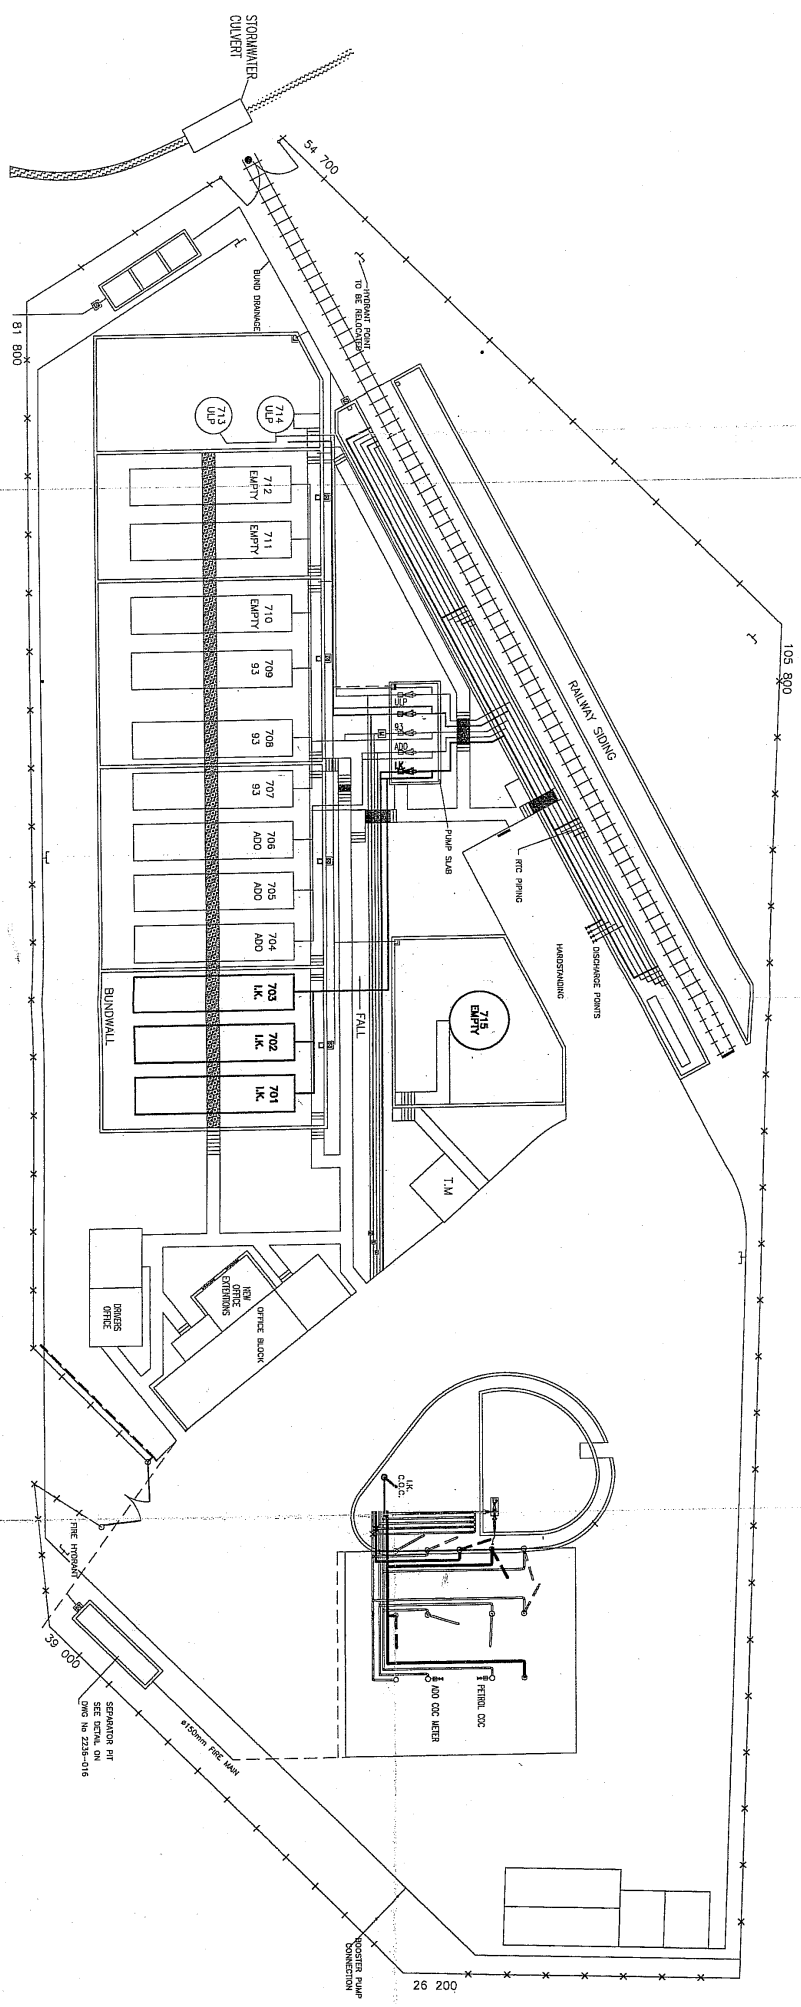 STORMWATER
CULVERT
54 700
HYDRANT POINT
TO BE RELOCATED
BUND DRAINAGE
81 800
105 800
RAILWAY SIDING
714
ULP
713
ULP
712
EMPTY
711
EMPTY
710
EMPTY
709
93
708
93
707
93
706
ADO
705
ADO
704
ADO
703
I.K.
702
I.K.
701
I.K.
BUNDWALL
ULP
93
ADO
I.K.
PUMP SLAB
RTC PIPING
HARDSTANDING
DISCHARGE POINTS
FALL
715
EMPTY
T.M
DRIVERS
OFFICE
NEW
OFFICE
EXTENTIONS
OFFICE BLOCK
I.K.
C.O.C.
PETROL COC
ADO COC METER
FIRE HYDRANT
39 000
SEPARATOR PIT
SEE DETAIL ON
DWG No 2236-016
ø150mm FIRE MAIN
BOOSTER PUMP
CONNECTION
26 200